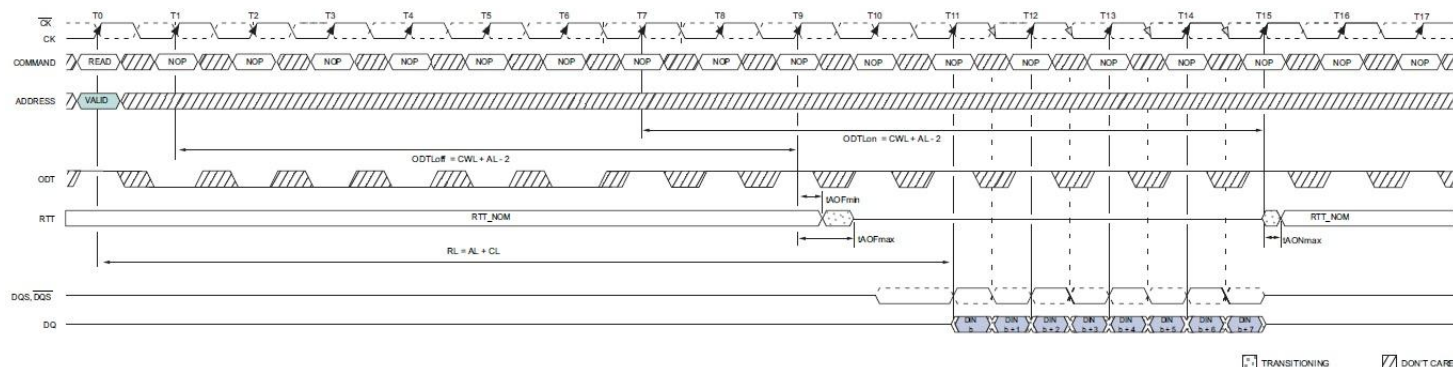 T0 T1 T2 T3 T4 T5 T6 T7 T8 T9 T10 T11 T12 T13 T14 T15 T16 T17
CK
CK
COMMAND READ NOP NOP NOP NOP NOP NOP NOP NOP NOP NOP NOP NOP NOP NOP NOP NOP NOP
ADDRESS VALID
ODTLon = CWL + AL - 2
ODTLoff = CWL + AL - 2
ODT
tAOFmin
RTT RTT_NOM RTT_NOM
tAOFmax tAONmax
RL = AL + CL
DQS, DQS
DQ DIN b DIN b + 1 DIN b + 2 DIN b + 3 DIN b + 4 DIN b + 5 DIN b + 6 DIN b + 7
TRANSITIONING DON'T CARE